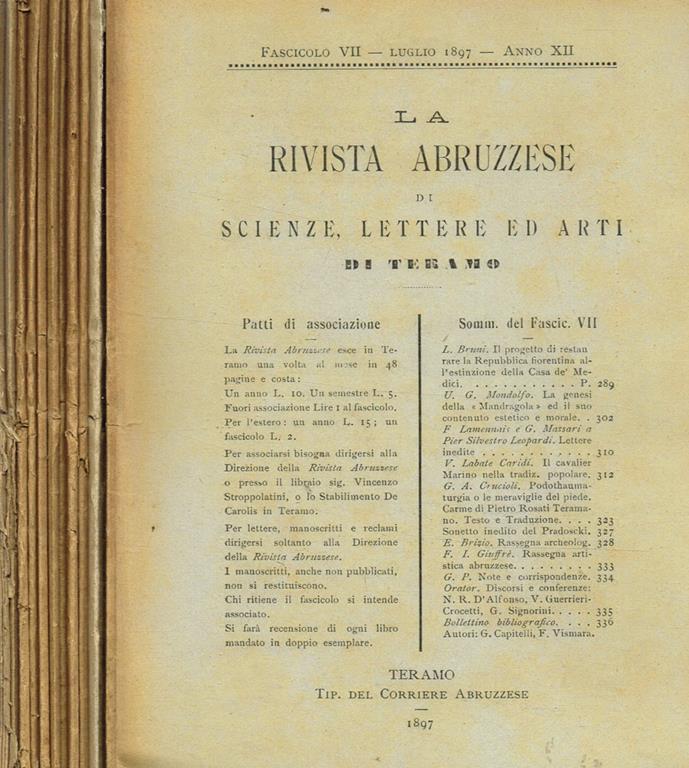 Fascicolo VII — luglio 1897 — Anno XII
LA
RIVISTA ABRUZZESE
DI
SCIENZE, LETTERE ED ARTI
DI TERAMO
Patti di associazione
La Rivista Abruzzese esce in Te-
ramo una volta al mese in 48
pagine e costa:
Un anno L. 10. Un semestre L. 5.
Fuori associazione Lire 1 al fascicolo.
Per l'estero: un anno L. 15; un
fascicolo L. 2.
Per associarsi bisogna dirigersi alla
Direzione della Rivista Abruzzese
o presso il libraio sig. Vincenzo
Stroppolatini, o lo Stabilimento De
Carolis in Teramo.
Per lettere, manoscritti e reclami
dirigersi soltanto alla Direzione
della Rivista Abruzzese.
I manoscritti, anche non pubblicati,
non si restituiscono.
Chi ritiene il fascicolo si intende
associato.
Si farà recensione di ogni libro
mandato in doppio esemplare.
Somm. del Fascic. VII
L. Bruni. Il progetto di restau
rare la Repubblica fiorentina al-
l'estinzione della Casa de' Me-
dici. . . . . . . . . . . . P. 289
U. G. Mondolfo. La genesi
della « Mandragola » ed il suo
contenuto estetico e morale. . 302
F Lamennais e G. Massari a
Pier Silvestro Leopardi. Lettere
inedite . . . . . . . . . . . . 310
V. Labate Caridi. Il cavalier
Marino nella tradiz. popolare. 312
G. A. Crucioli. Podothauma-
turgia o le meraviglie del piede.
Carme di Pietro Rosati Terama-
no. Testo e Traduzione. . . . 323
Sonetto inedito del Pradoscki. 327
E. Brizio. Rassegna archeolog. 328
F. I. Giuffrè. Rassegna arti-
stica abruzzese. . . . . . . . . 333
G. P. Note e corrispondenze. 334
Orator. Discorsi e conferenze:
N. R. D'Alfonso, V. Guerrieri-
Crocetti, G. Signorini. . . . . 335
Bollettino bibliografico. . . . 336
Autori: G. Capitelli, F. Vismara.
TERAMO
Tip. del Corriere Abruzzese
1897